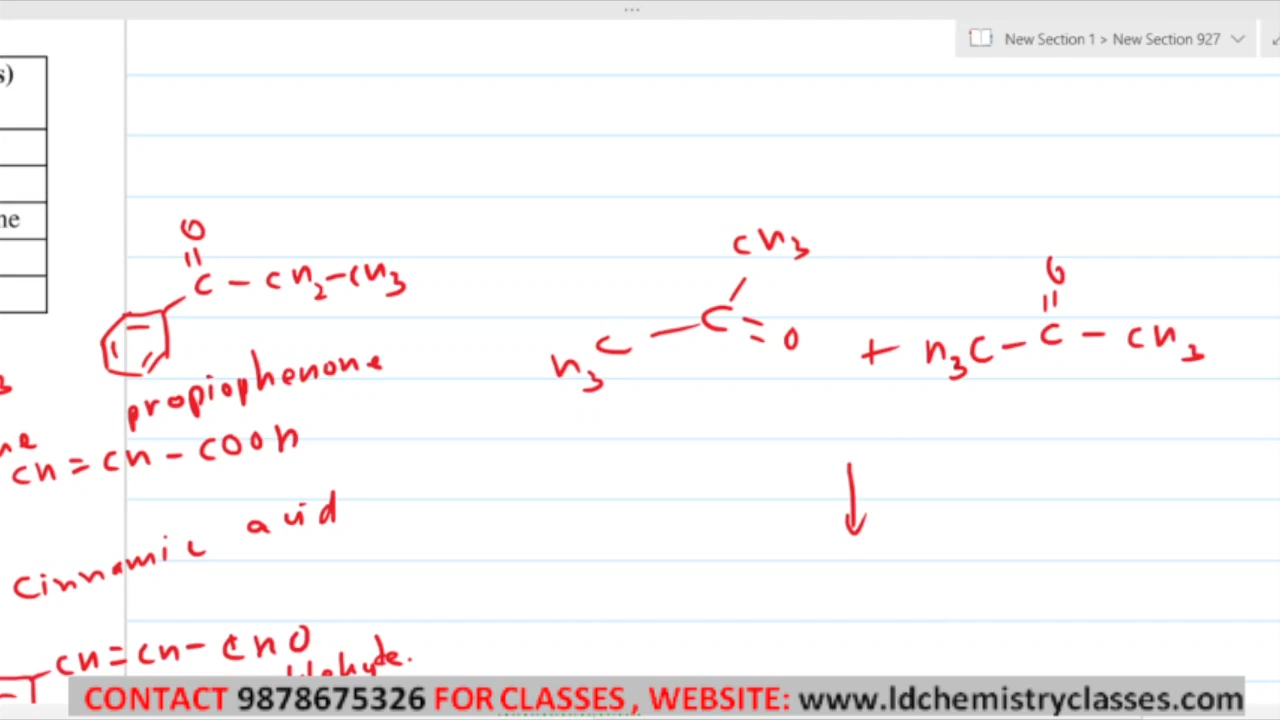 New Section 1 > New Section 927
s)
ne
O
C - CH2 - CH3
propiophenone
CH = CH - COOH
cinnamic acid
CH = CH - CHO
CH3
H3C - C = O
+
O
H3C - C - CH3
CONTACT 9878675326 FOR CLASSES , WEBSITE: www.ldchemistryclasses.com